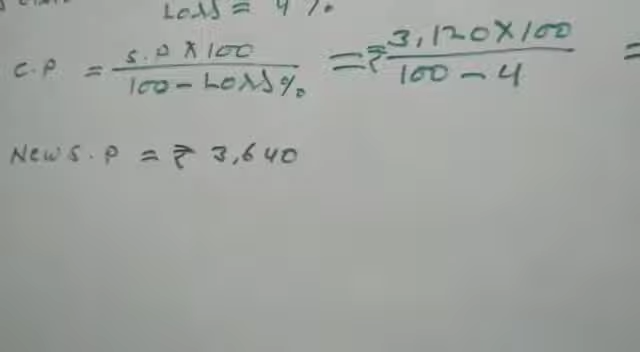 Loss = 4 %.
C.P = S.P X 100 / 100 - Loss% = ₹ 3,120 X 100 / 100 - 4 =
New S.P = ₹ 3,640